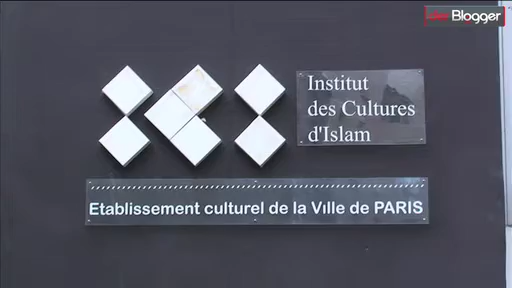 Blogger
Institut
des Cultures
d'Islam
Etablissement culturel de la Ville de PARIS